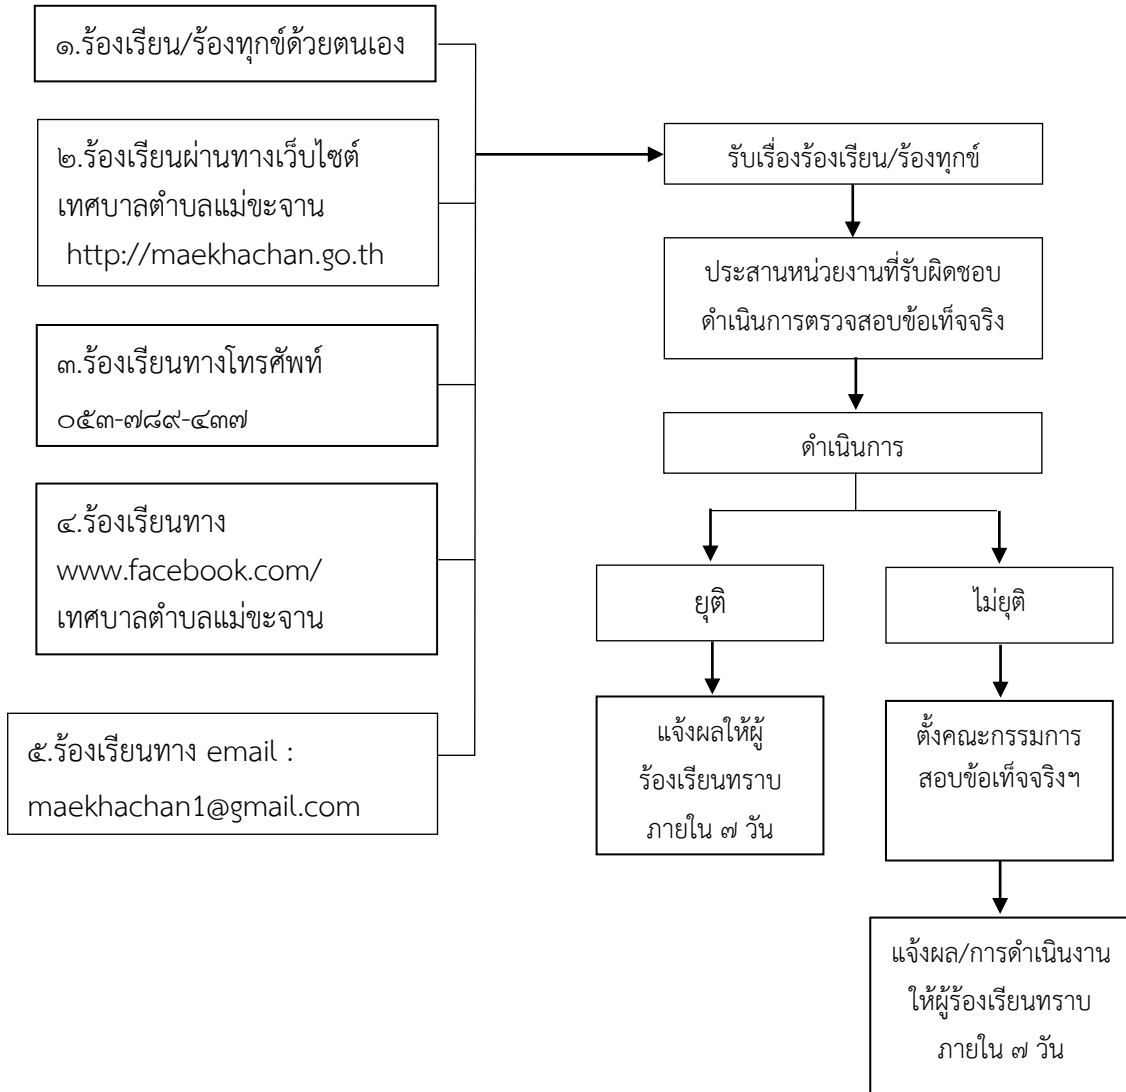 ๑.ร้องเรียน/ร้องทุกข์ด้วยตนเอง
๒.ร้องเรียนผ่านทางเว็บไซต์
เทศบาลตำบลแม่ขะจาน
http://maekhachan.go.th
๓.ร้องเรียนทางโทรศัพท์
๐๕๓-๗๘๙-๔๓๗
๔.ร้องเรียนทาง
www.facebook.com/
เทศบาลตำบลแม่ขะจาน
๕.ร้องเรียนทาง email :
maekhachan1@gmail.com
รับเรื่องร้องเรียน/ร้องทุกข์
ประสานหน่วยงานที่รับผิดชอบ
ดำเนินการตรวจสอบข้อเท็จจริง
ดำเนินการ
ยุติ
แจ้งผลให้ผู้
ร้องเรียนทราบ
ภายใน ๗ วัน
ไม่ยุติ
ตั้งคณะกรรมการ
สอบข้อเท็จจริงฯ
แจ้งผล/การดำเนินงาน
ให้ผู้ร้องเรียนทราบ
ภายใน ๗ วัน